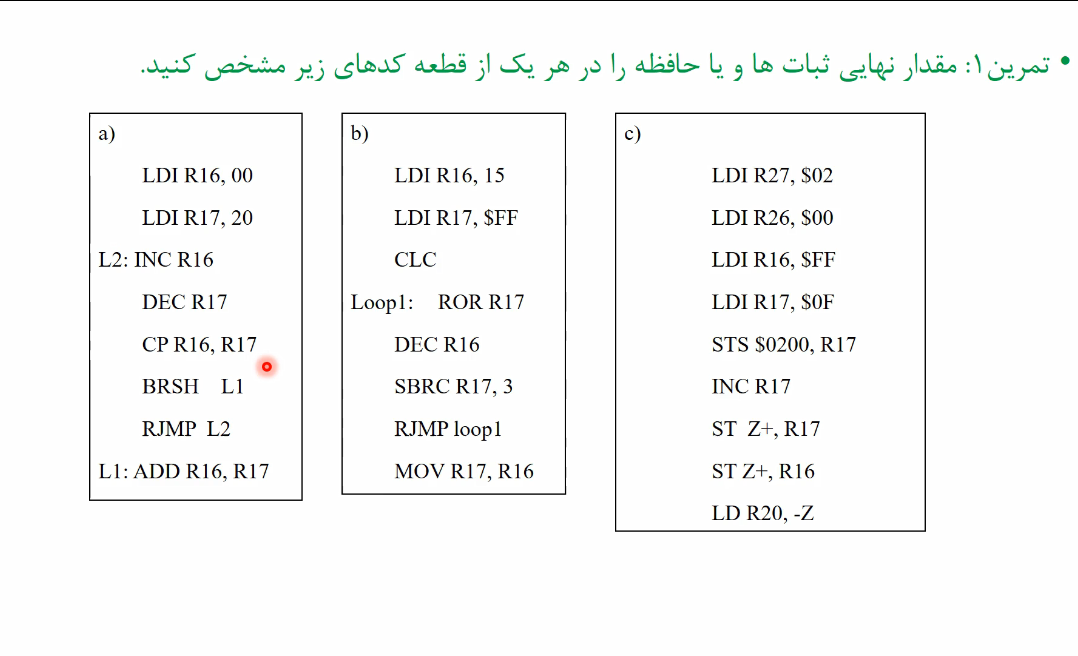 • تمرین۱: مقدار نهایی ثبات ها و یا حافظه را در هر یک از قطعه کدهای زیر مشخص کنید.
a)
LDI R16, 00
LDI R17, 20
L2: INC R16
DEC R17
CP R16, R17
BRSH L1
RJMP L2
L1: ADD R16, R17
b)
LDI R16, 15
LDI R17, $FF
CLC
Loop1: ROR R17
DEC R16
SBRC R17, 3
RJMP loop1
MOV R17, R16
c)
LDI R27, $02
LDI R26, $00
LDI R16, $FF
LDI R17, $0F
STS $0200, R17
INC R17
ST Z+, R17
ST Z+, R16
LD R20, -Z